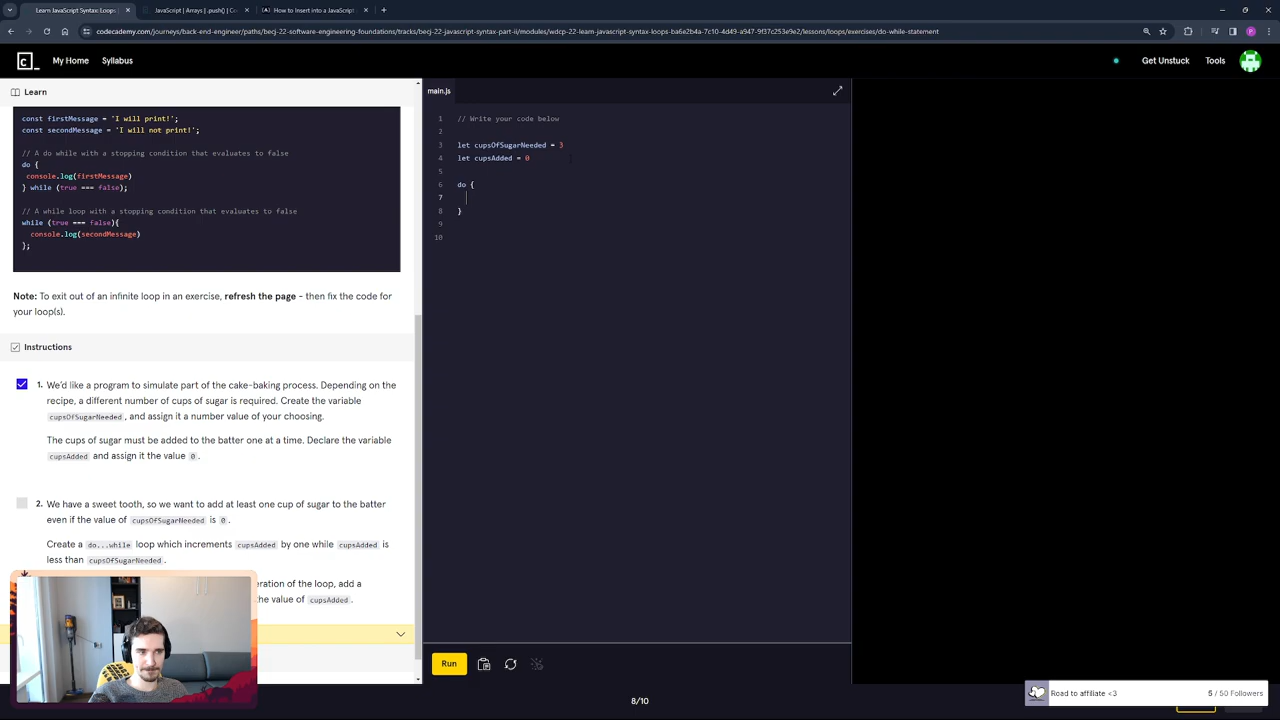 Learn JavaScript Syntax: Loops |
JavaScript | Arrays | .push() | Co
How to Insert into a JavaScript
codecademy.com/journeys/back-end-engineer/paths/becj-22-software-engineering-foundations/tracks/becj-22-javascript-syntax-part-ii/modules/wdcp-22-learn-javascript-syntax-loops-ba6e2b4a-7c10-4d49-a947-9f37c253e9e2/lessons/loops/exercises/do-while-statement
My Home
Syllabus
Get Unstuck
Tools
Learn
const firstMessage = 'I will print!';
const secondMessage = 'I will not print!';
// A do while with a stopping condition that evaluates to false
do {
console.log(firstMessage)
} while (true === false);
// A while loop with a stopping condition that evaluates to false
while (true === false){
console.log(secondMessage)
};
Note: To exit out of an infinite loop in an exercise, refresh the page - then fix the code for
your loop(s).
Instructions
1. We'd like a program to simulate part of the cake-baking process. Depending on the
recipe, a different number of cups of sugar is required. Create the variable
cupsOfSugarNeeded, and assign it a number value of your choosing.
The cups of sugar must be added to the batter one at a time. Declare the variable
cupsAdded and assign it the value 0.
2. We have a sweet tooth, so we want to add at least one cup of sugar to the batter
even if the value of cupsOfSugarNeeded is 0.
Create a do...while loop which increments cupsAdded by one while cupsAdded is
less than cupsOfSugarNeeded.
eration of the loop, add a
the value of cupsAdded.
main.js
1 // Write your code below
2
3 let cupsOfSugarNeeded = 3
4 let cupsAdded = 0
5
6 do {
7
8 }
9
10
Run
8/10
Road to affiliate <3
5 / 50 Followers